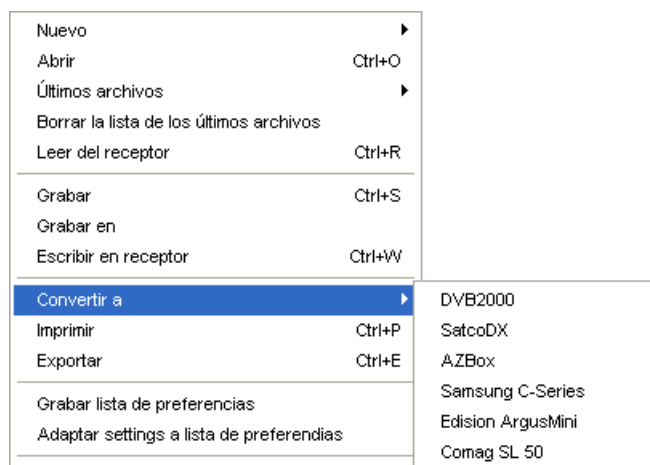 Nuevo
Abrir Ctrl+O
Últimos archivos
Borrar la lista de los últimos archivos
Leer del receptor Ctrl+R
Grabar Ctrl+S
Grabar en
Escribir en receptor Ctrl+W
Convertir a
Imprimir Ctrl+P
Exportar Ctrl+E
Grabar lista de preferencias
Adaptar settings a lista de preferendias
DVB2000
SatcoDX
AZBox
Samsung C-Series
Edision ArgusMini
Comag SL 50